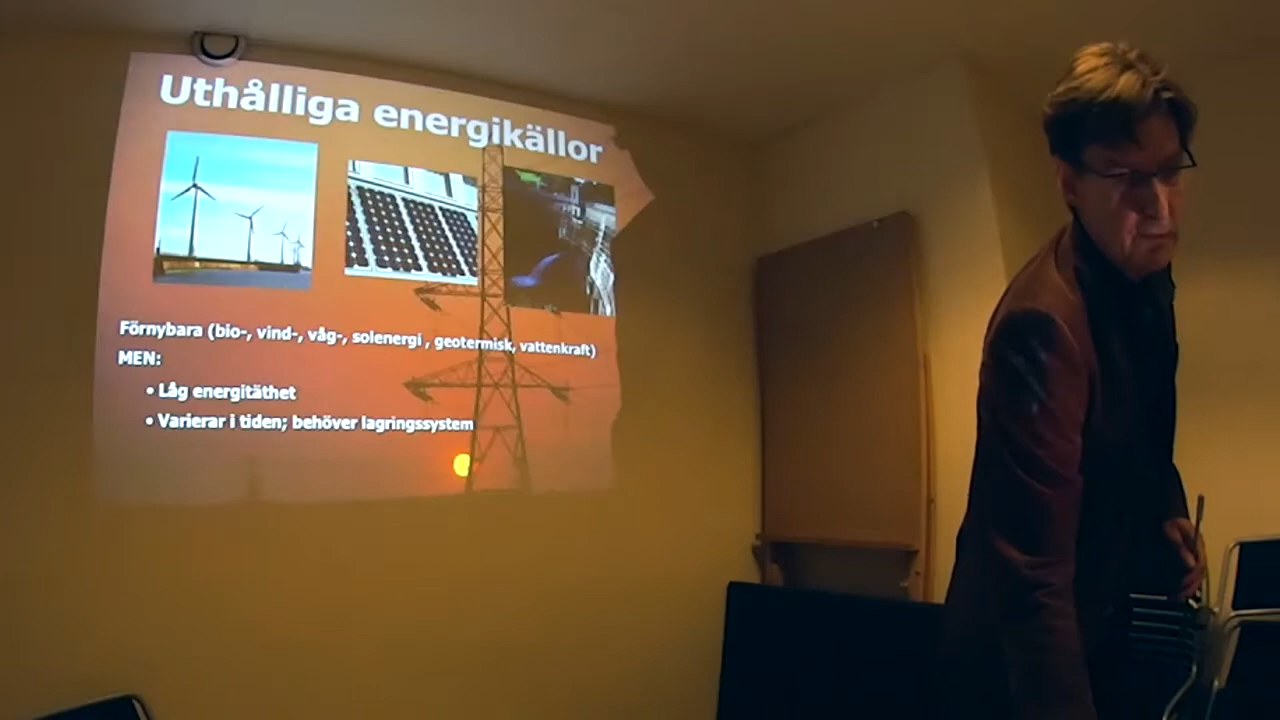 Uthålliga energikällor
Förnybara (bio-, vind-, våg-, solenergi , geotermisk, vattenkraft)
MEN:
• Låg energitäthet
• Varierar i tiden; behöver lagringssystem